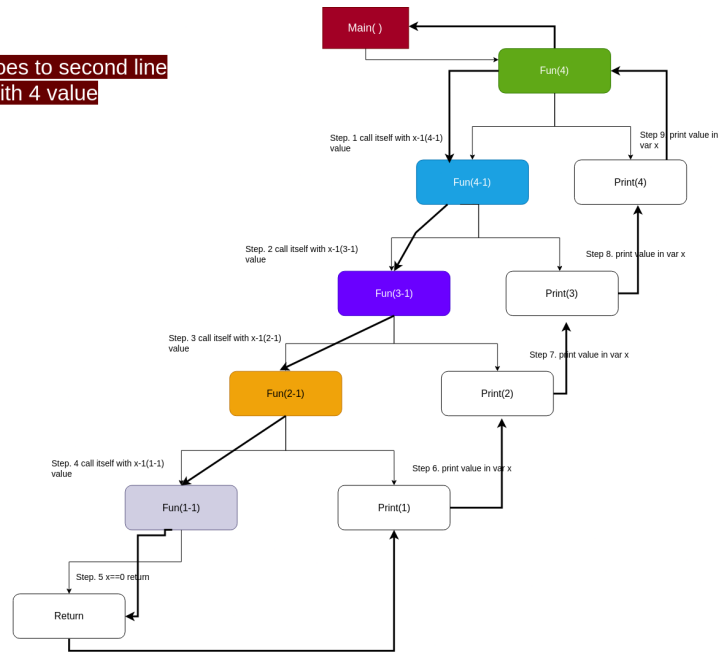 Main( )
Fun(4)
second line
with 4 value
Step. 1 call itself with x-1(4-1)
value
Step 9. print value in
var x
Fun(4-1)
Print(4)
Step. 2 call itself with x-1(3-1)
value
Step 8. print value in var x
Fun(3-1)
Print(3)
Step. 3 call itself with x-1(2-1)
value
Step 7. print value in var x
Fun(2-1)
Print(2)
Step. 4 call itself with x-1(1-1)
value
Step 6. print value in var x
Fun(1-1)
Print(1)
Step. 5 x==0 return
Return